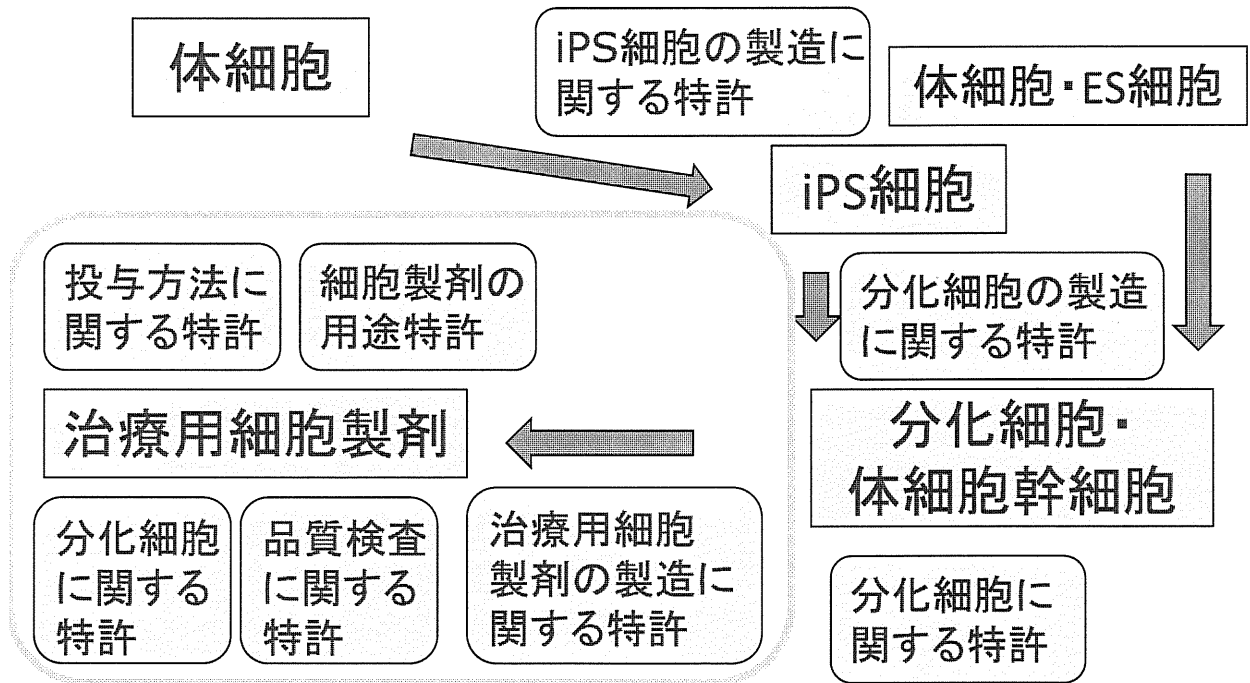 体細胞
iPS細胞の製造に
関する特許
体細胞・ES細胞
iPS細胞
投与方法に
関する特許
細胞製剤の
用途特許
分化細胞の製造
に関する特許
治療用細胞製剤
分化細胞・
体細胞幹細胞
分化細胞
に関する
特許
品質検査
に関する
特許
治療用細胞
製剤の製造に
関する特許
分化細胞に
関する特許